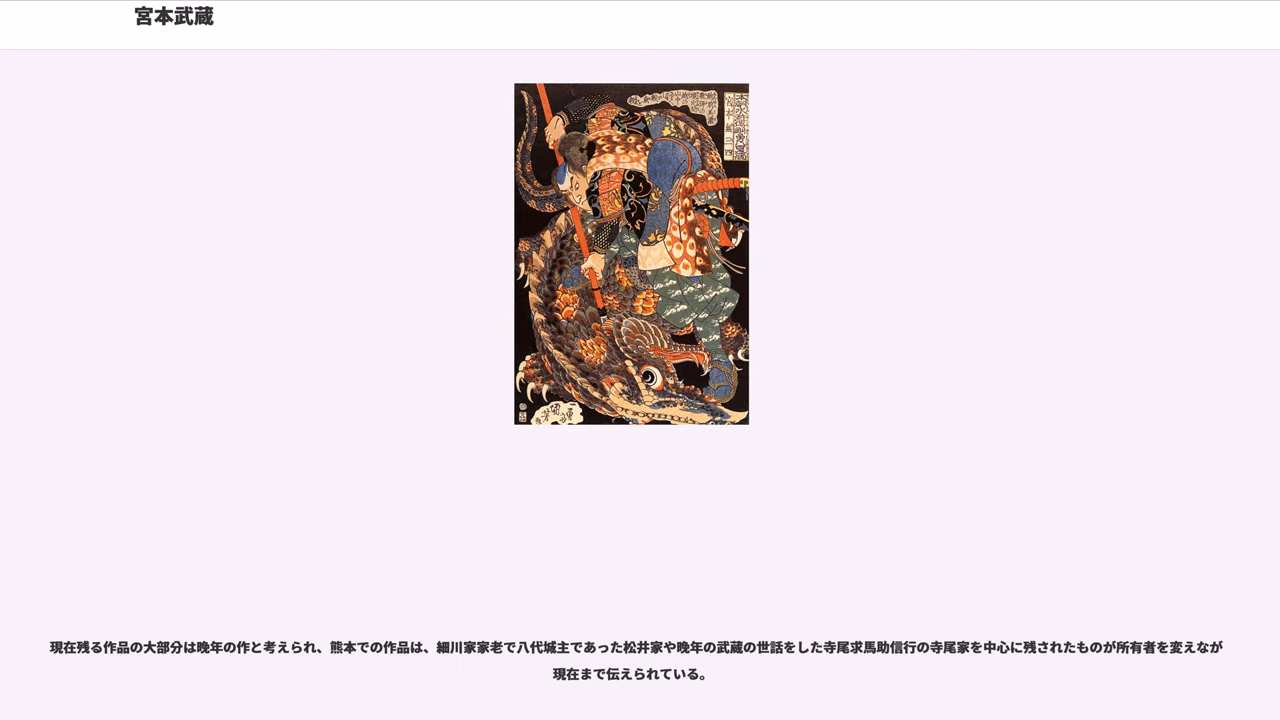 宮本武蔵
現在残る作品の大部分は晩年の作と考えられ、熊本での作品は、細川家家老で八代城主であった松井家や晩年の武蔵の世話をした寺尾求馬助信行の寺尾家を中心に残されたものが所有者を変えなが
現在まで伝えられている。